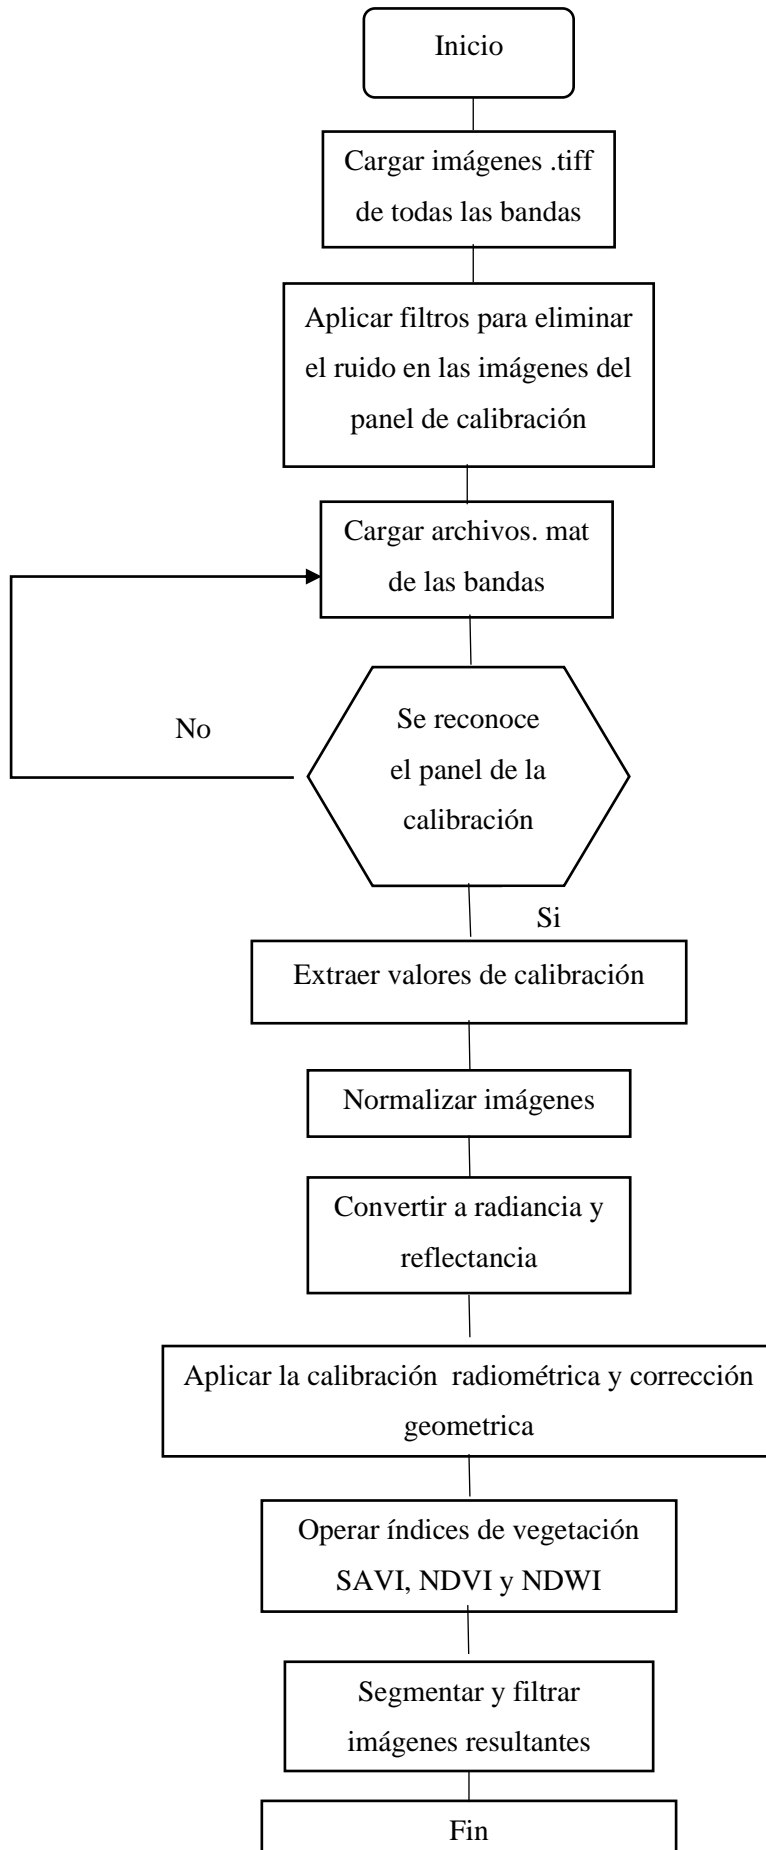 Inicio
Cargar imágenes .tiff
de todas las bandas
Aplicar filtros para eliminar
el ruido en las imágenes del
panel de calibración
Cargar archivos. mat
de las bandas
No
Se reconoce
el panel de la
calibración
Si
Extraer valores de calibración
Normalizar imágenes
Convertir a radiancia y
reflectancia
Aplicar la calibración  radiométrica y corrección
geometrica
Operar índices de vegetación
SAVI, NDVI y NDWI
Segmentar y filtrar
imágenes resultantes
Fin